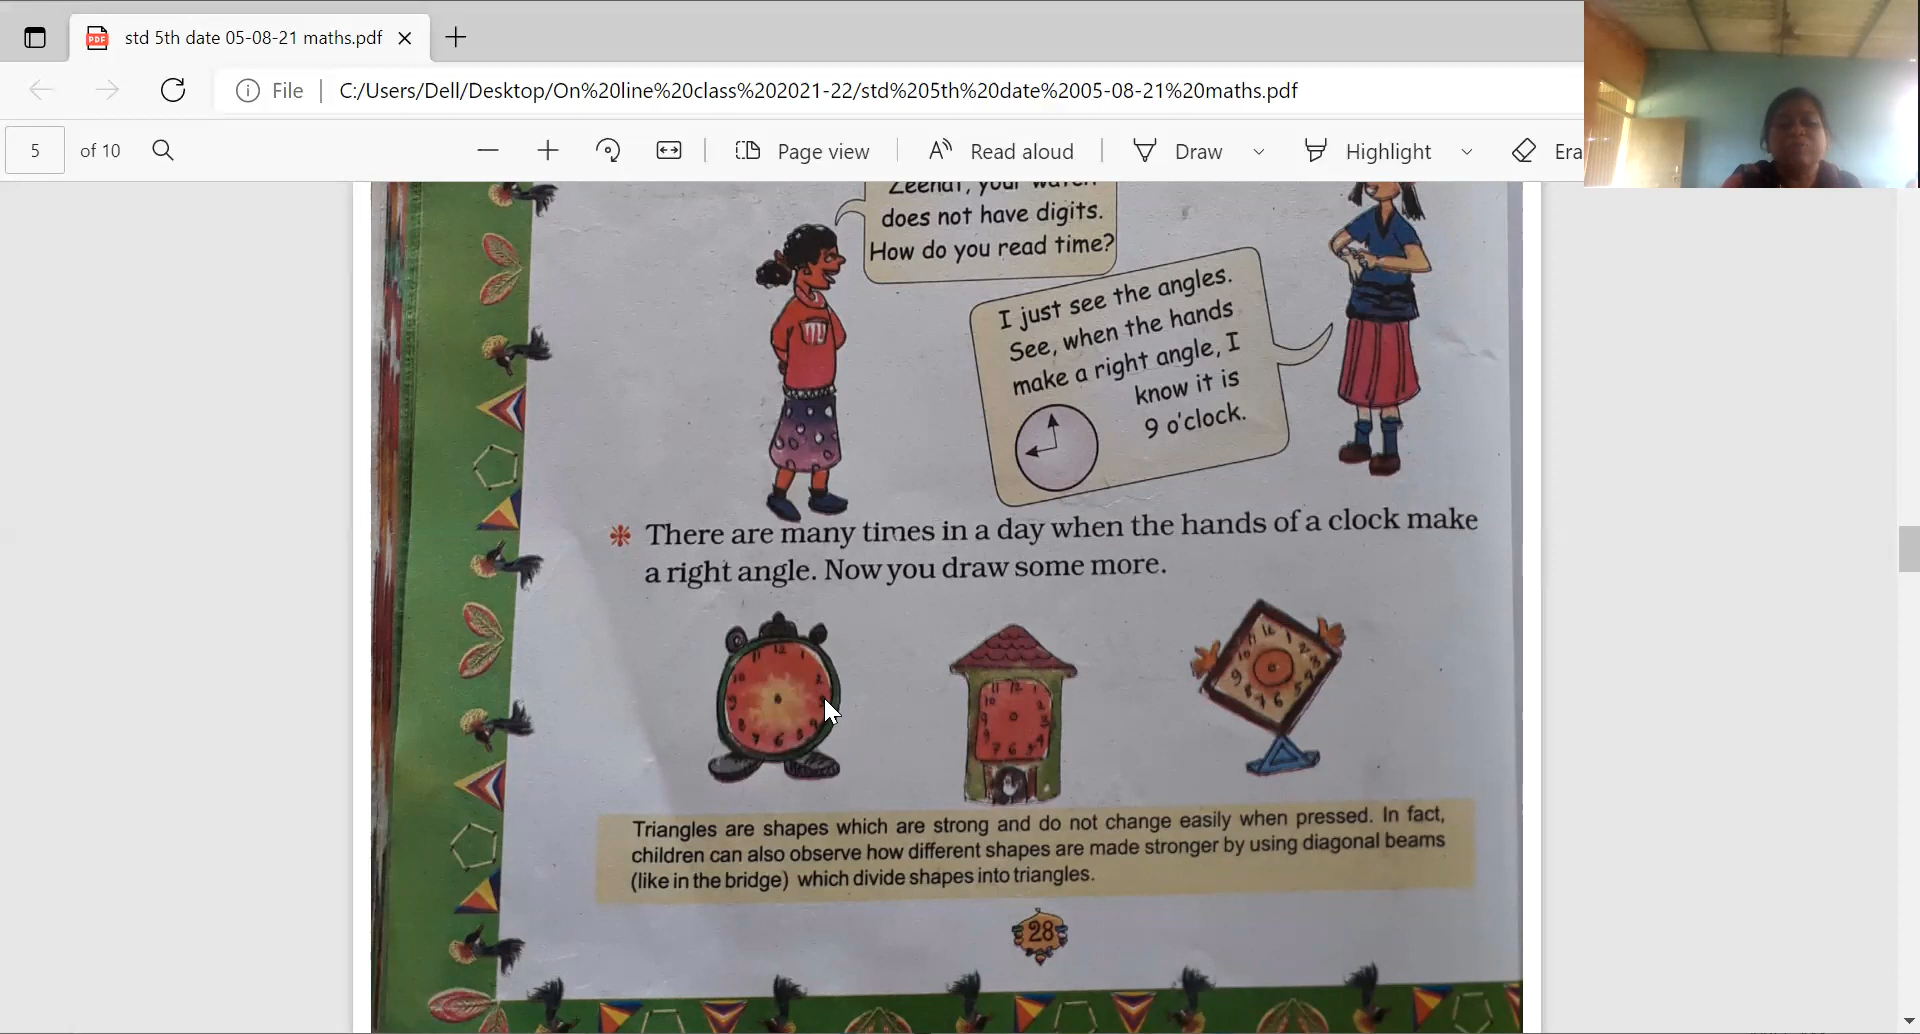 std 5th date 05-08-21 maths.pdf
File
C:/Users/Dell/Desktop/On%20line%20class%202021-22/std%205th%20date%2005-08-21%20maths.pdf
5 of 10
Page view
Read aloud
Draw
Highlight
Era
Zeenat, your watch
does not have digits.
How do you read time?
I just see the angles.
See, when the hands
make a right angle, I
know it is
9 o'clock.
There are many times in a day when the hands of a clock make
a right angle. Now you draw some more.
Triangles are shapes which are strong and do not change easily when pressed. In fact,
children can also observe how different shapes are made stronger by using diagonal beams
(like in the bridge) which divide shapes into triangles.
28